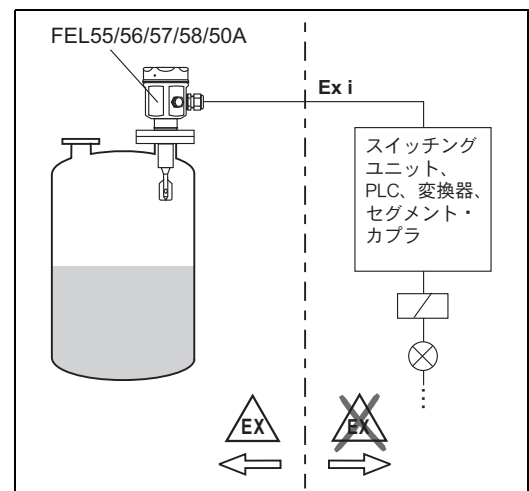 FEL55/56/57/58/50A
Ex i
スイッチング
ユニット、
PLC、変換器、
セグメント・
カプラ
EX
EX